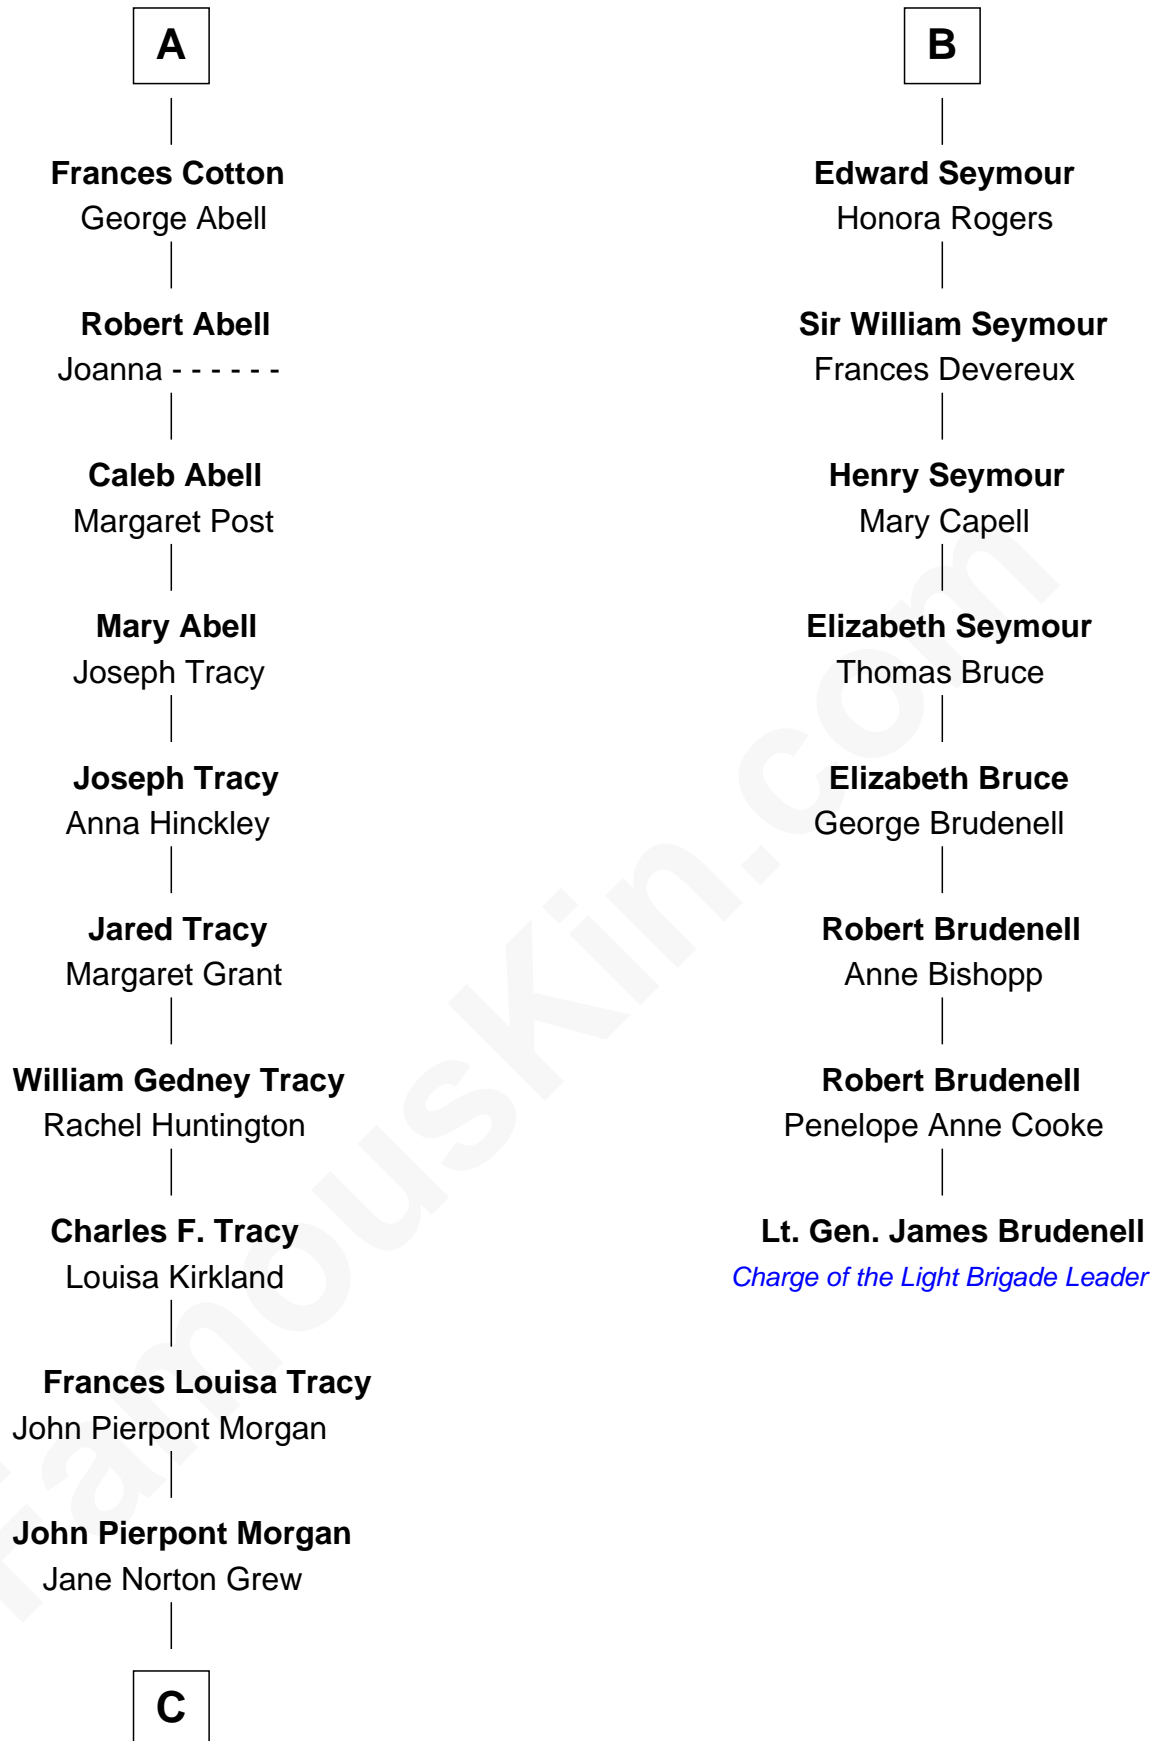 A
Frances Cotton
George Abell
Robert Abell
Joanna - - - - - -
Caleb Abell
Margaret Post
Mary Abell
Joseph Tracy
Joseph Tracy
Anna Hinckley
Jared Tracy
Margaret Grant
William Gedney Tracy
Rachel Huntington
Charles F. Tracy
Louisa Kirkland
Frances Louisa Tracy
John Pierpont Morgan
John Pierpont Morgan
Jane Norton Grew
C
B
Edward Seymour
Honora Rogers
Sir William Seymour
Frances Devereux
Henry Seymour
Mary Capell
Elizabeth Seymour
Thomas Bruce
Elizabeth Bruce
George Brudenell
Robert Brudenell
Anne Bishopp
Robert Brudenell
Penelope Anne Cooke
Lt. Gen. James Brudenell
Charge of the Light Brigade Leader
FamousKin.com